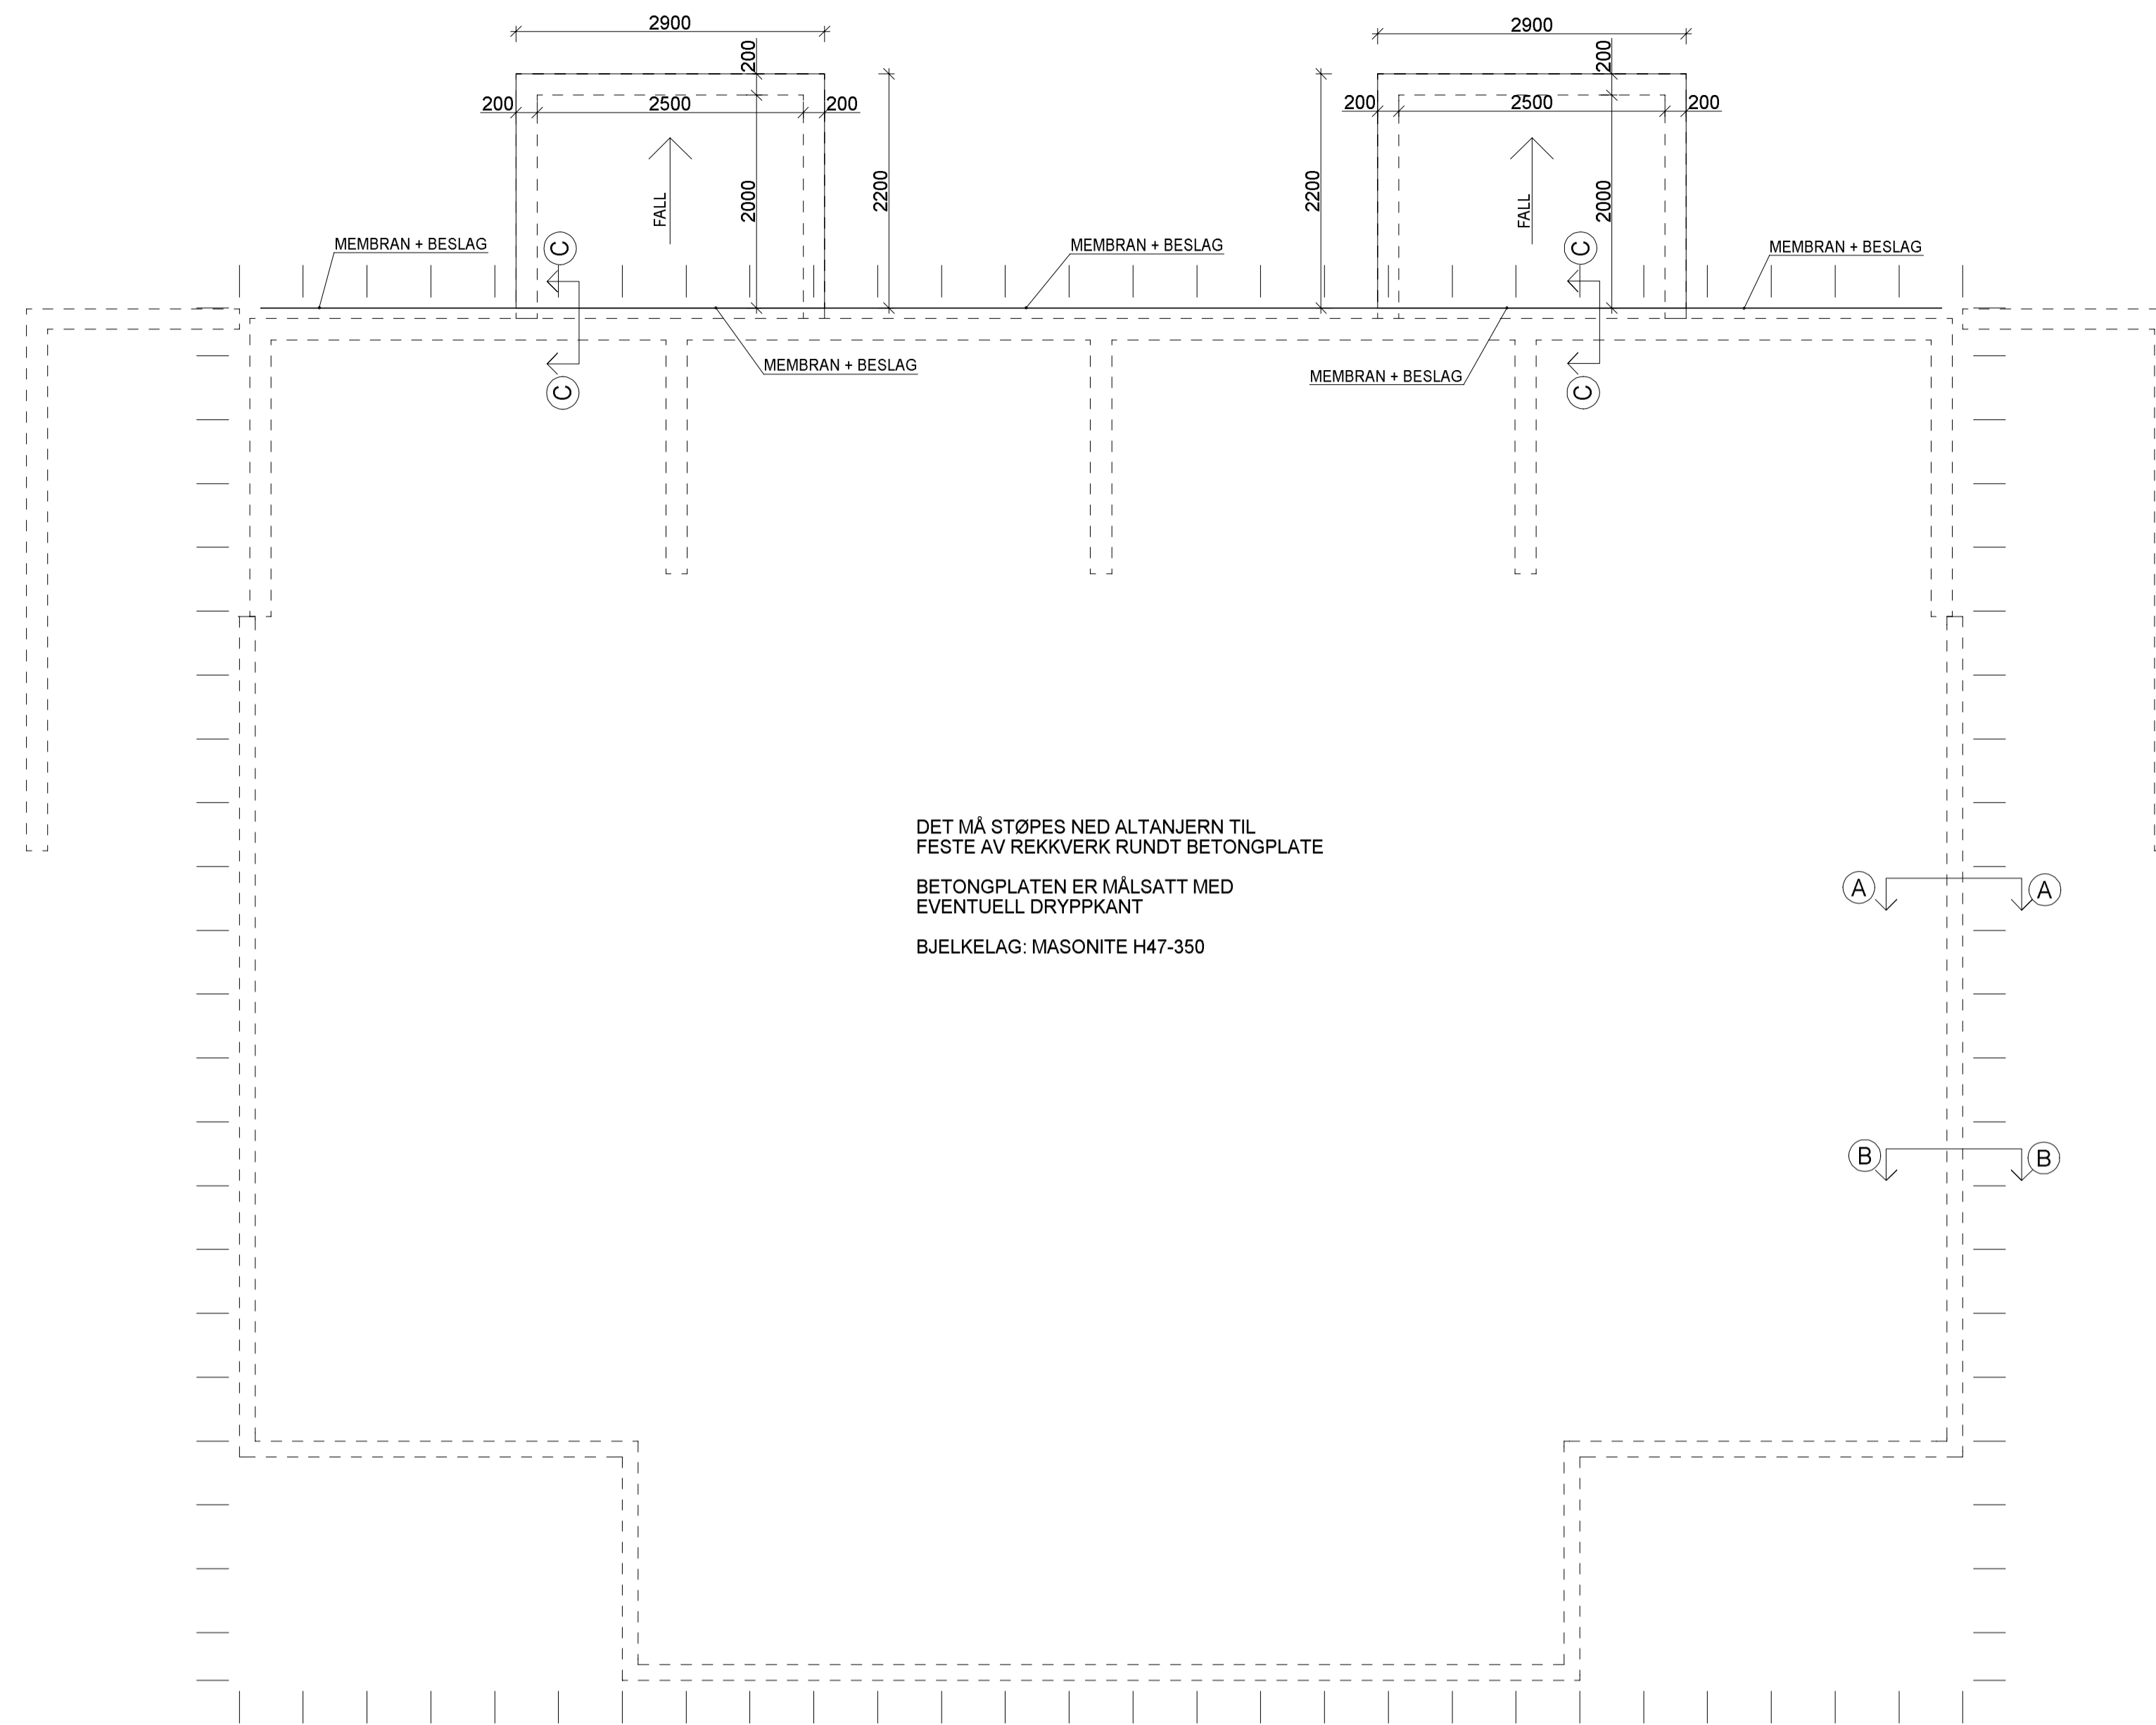 2900
2900
200
200
200
2500
200
200
2500
200
2200
2200
2000
2000
FALL
FALL
C
C
MEMBRAN + BESLAG
MEMBRAN + BESLAG
MEMBRAN + BESLAG
MEMBRAN + BESLAG
MEMBRAN + BESLAG
C
C
DET MÅ STØPES NED ALTANJERN TIL
FESTE AV REKKVERK RUNDT BETONGPLATE
BETONGPLATEN ER MÅLSATT MED
EVENTUELL DRYPPKANT
BJELKELAG: MASONITE H47-350
A
A
B
B